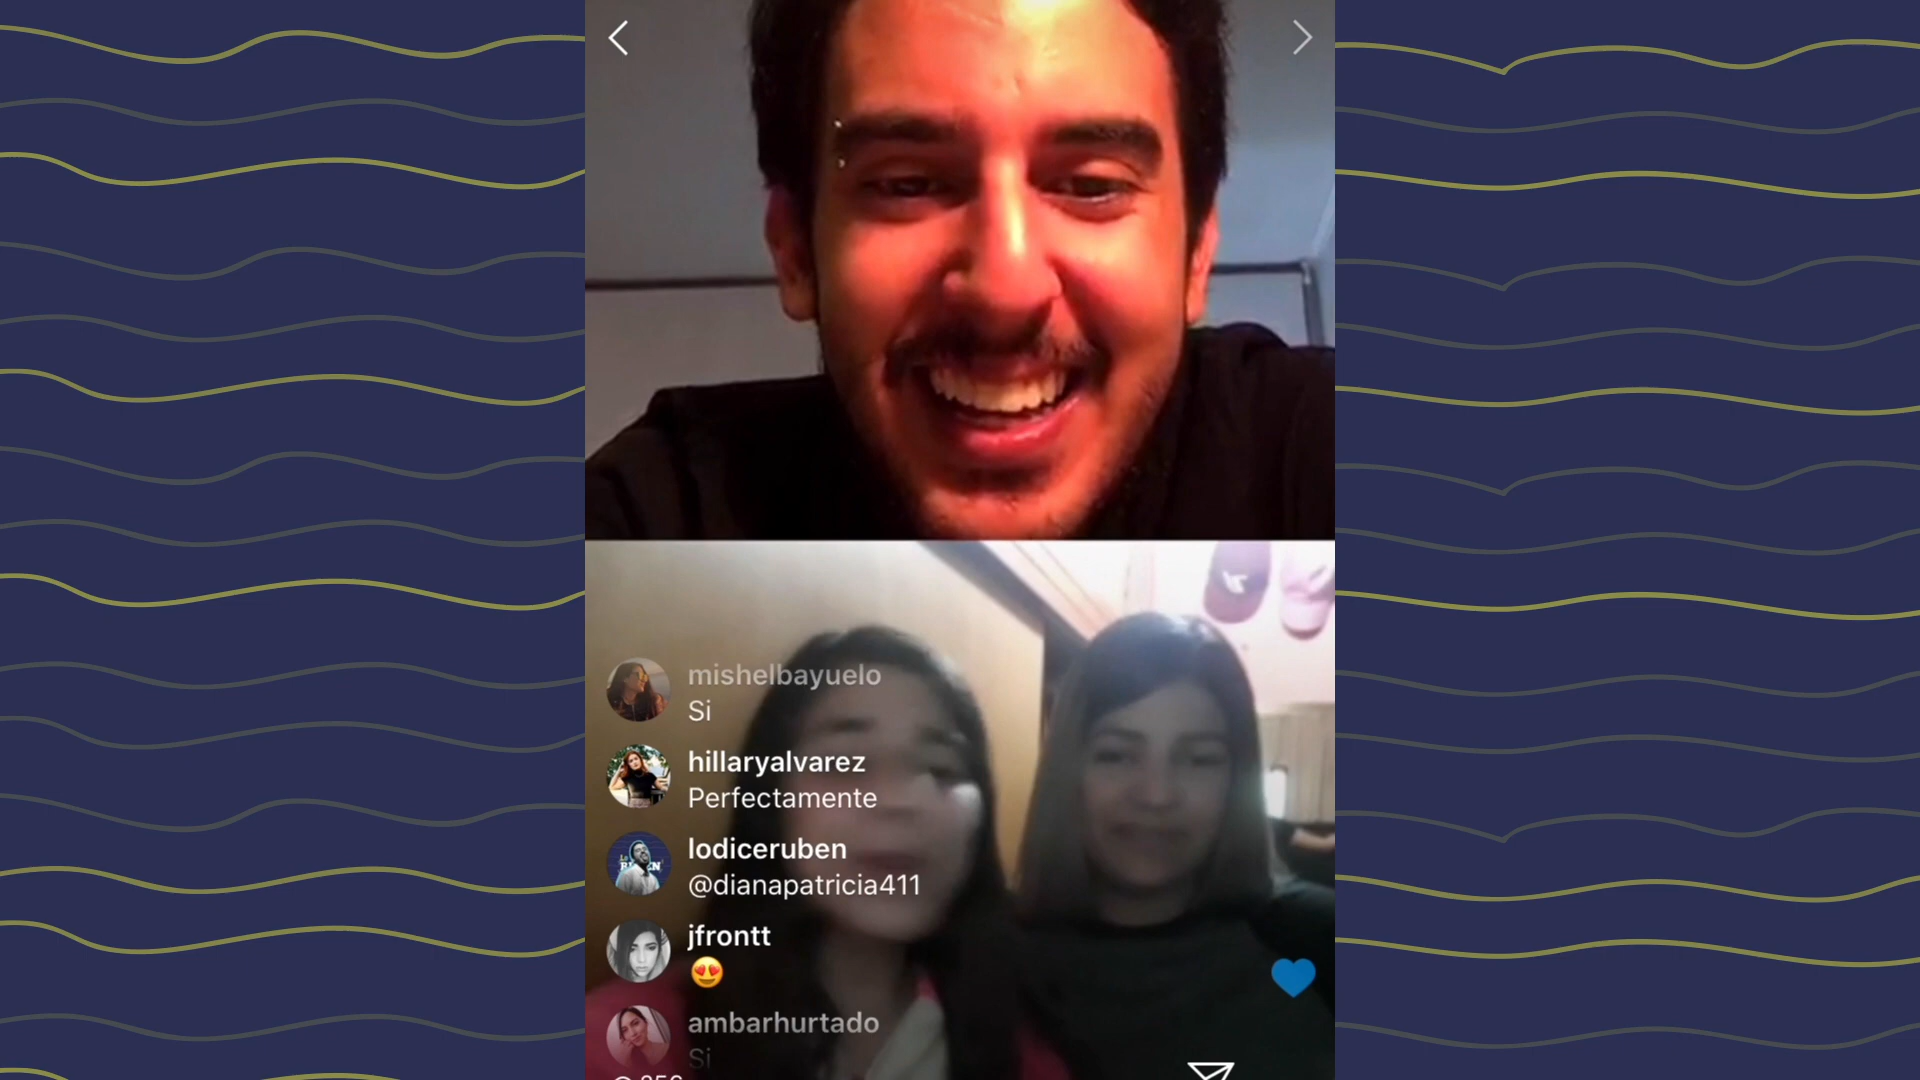 mishelbayuelo
Si
hillaryalvarez
Perfectamente
lodiceruben
@dianapatricia411
jfrontt
😍
ambarhurtado
Si